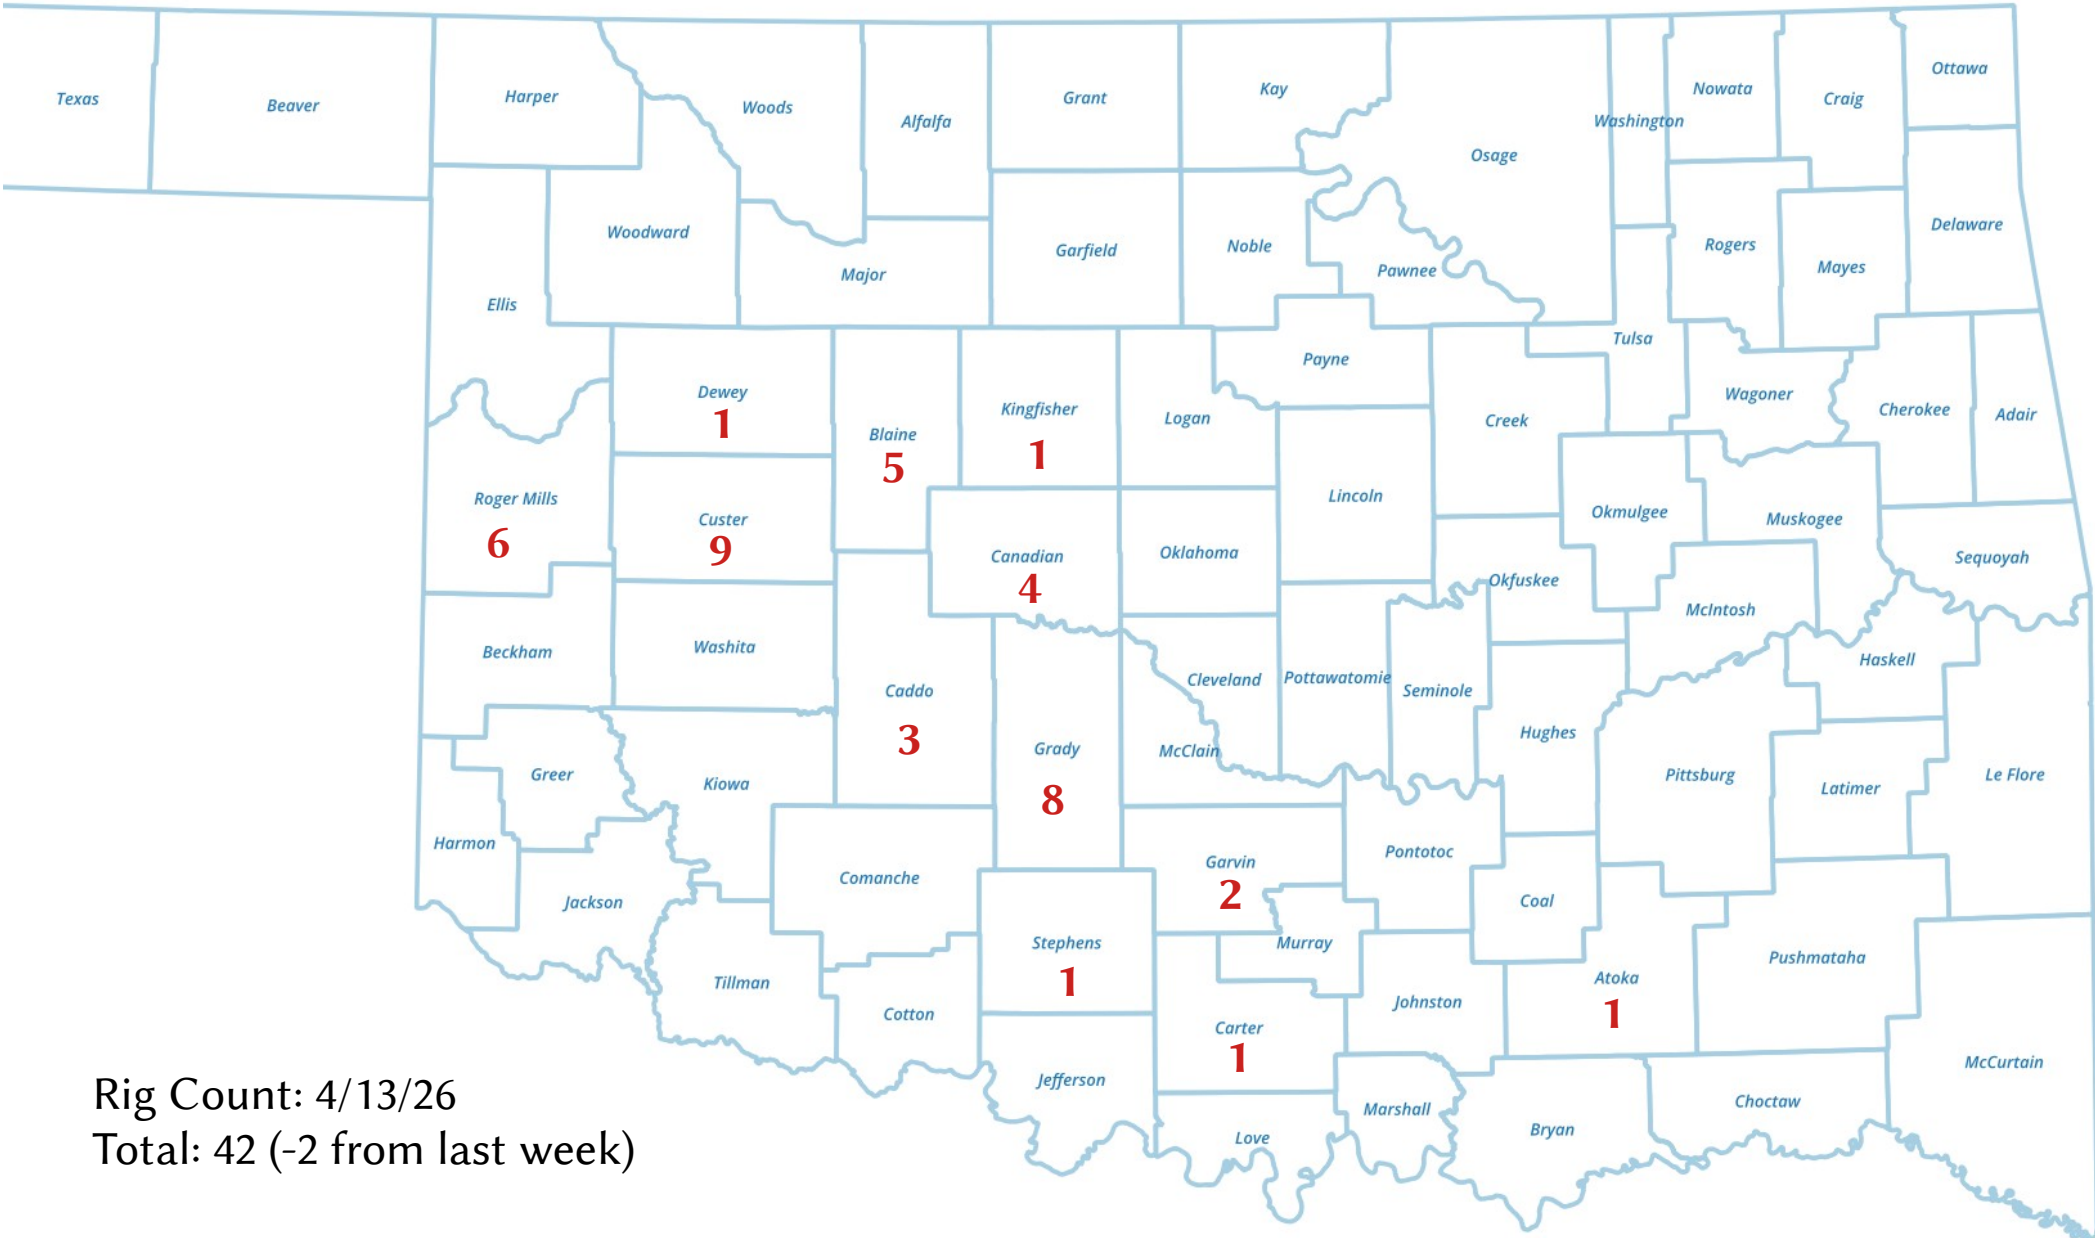 Texas
Beaver
Harper
Woods
Alfalfa
Grant
Kay
Osage
Washington
Nowata
Craig
Ottawa
Ellis
Woodward
Major
Garfield
Noble
Pawnee
Rogers
Mayes
Delaware
Dewey
1
Blaine
5
Kingfisher
1
Logan
Payne
Creek
Tulsa
Wagoner
Cherokee
Adair
Roger Mills
6
Custer
9
Canadian
4
Oklahoma
Lincoln
Okfuskee
Okmulgee
Muskogee
McIntosh
Sequoyah
Beckham
Washita
Caddo
3
Grady
8
Cleveland
McClain
Pottawatomie
Seminole
Hughes
Pittsburg
Haskell
Latimer
Le Flore
Harmon
Greer
Kiowa
Jackson
Comanche
Tillman
Cotton
Stephens
1
Garvin
2
Murray
Pontotoc
Coal
Johnston
Atoka
1
Pushmataha
McCurtain
Jefferson
Carter
1
Love
Marshall
Bryan
Choctaw
Rig Count: 4/13/26
Total: 42 (-2 from last week)